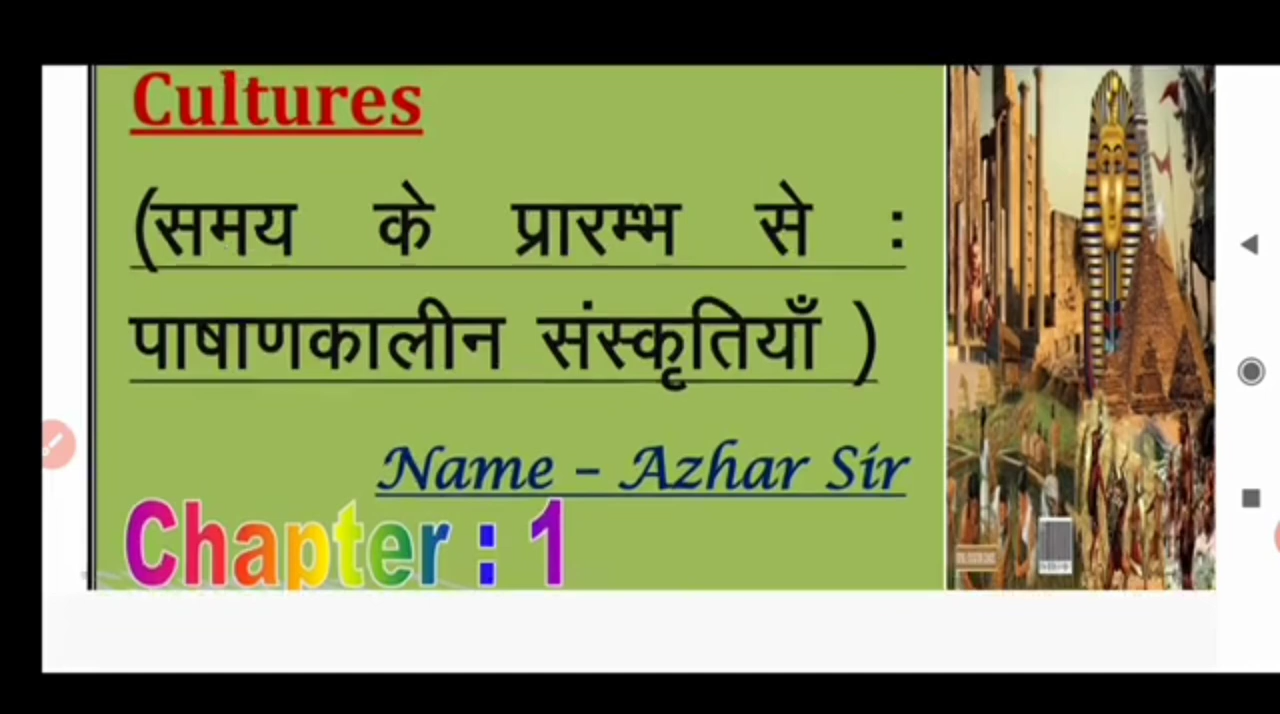 Cultures
(समय के प्रारम्भ से :
पाषाणकालीन संस्कृतियाँ )
Name – Azhar Sir
Chapter : 1